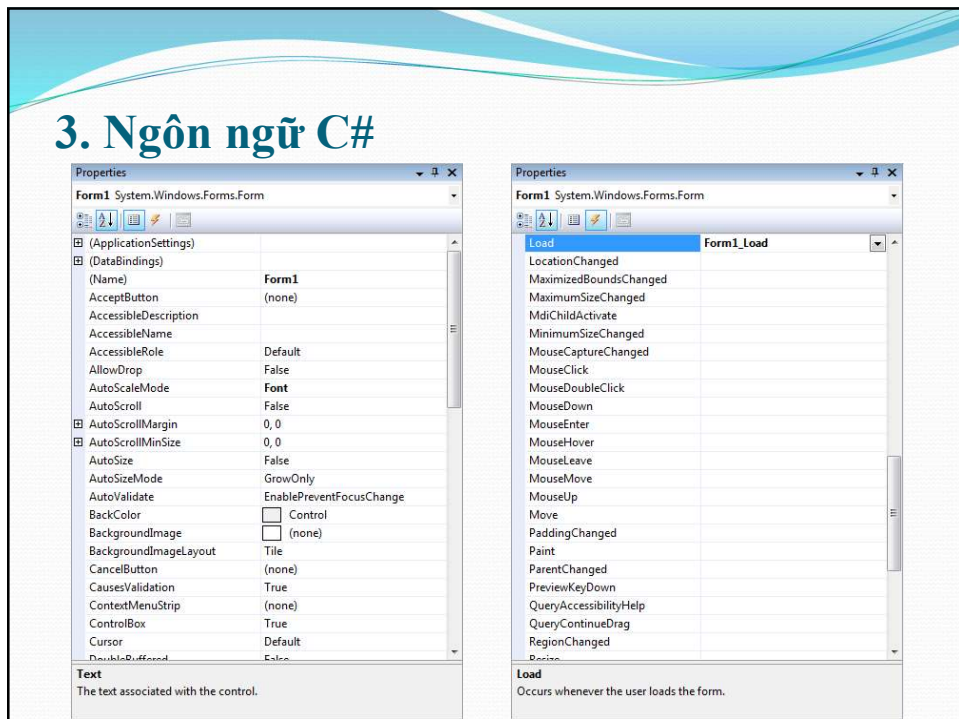 3. Ngôn ngữ C#
Properties
Form1 System.Windows.Forms.Form
(ApplicationSettings)
(DataBindings)
(Name) Form1
AcceptButton (none)
AccessibleDescription
AccessibleName
AccessibleRole Default
AllowDrop False
AutoScaleMode Font
AutoScroll False
AutoScrollMargin 0, 0
AutoScrollMinSize 0, 0
AutoSize False
AutoSizeMode GrowOnly
AutoValidate EnablePreventFocusChange
BackColor Control
BackgroundImage (none)
BackgroundImageLayout Tile
CancelButton (none)
CausesValidation True
ContextMenuStrip (none)
ControlBox True
Cursor Default
DoubleBuffered False
Text
The text associated with the control.
Properties
Form1 System.Windows.Forms.Form
Load Form1_Load
LocationChanged
MaximizedBoundsChanged
MaximumSizeChanged
MdiChildActivate
MinimumSizeChanged
MouseCaptureChanged
MouseClick
MouseDoubleClick
MouseDown
MouseEnter
MouseHover
MouseLeave
MouseMove
MouseUp
Move
PaddingChanged
Paint
ParentChanged
PreviewKeyDown
QueryAccessibilityHelp
QueryContinueDrag
RegionChanged
Resize
Load
Occurs whenever the user loads the form.